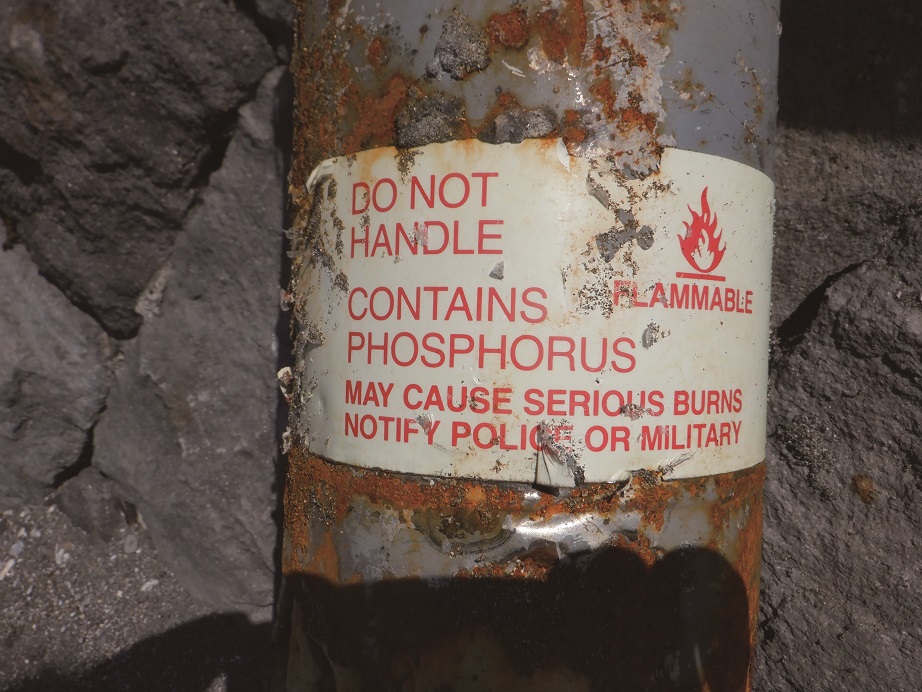 DO NOT
HANDLE
CONTAINS
PHOSPHORUS
MAY CAUSE SERIOUS BURNS
NOTIFY POLICE OR MILITARY
FLAMMABLE